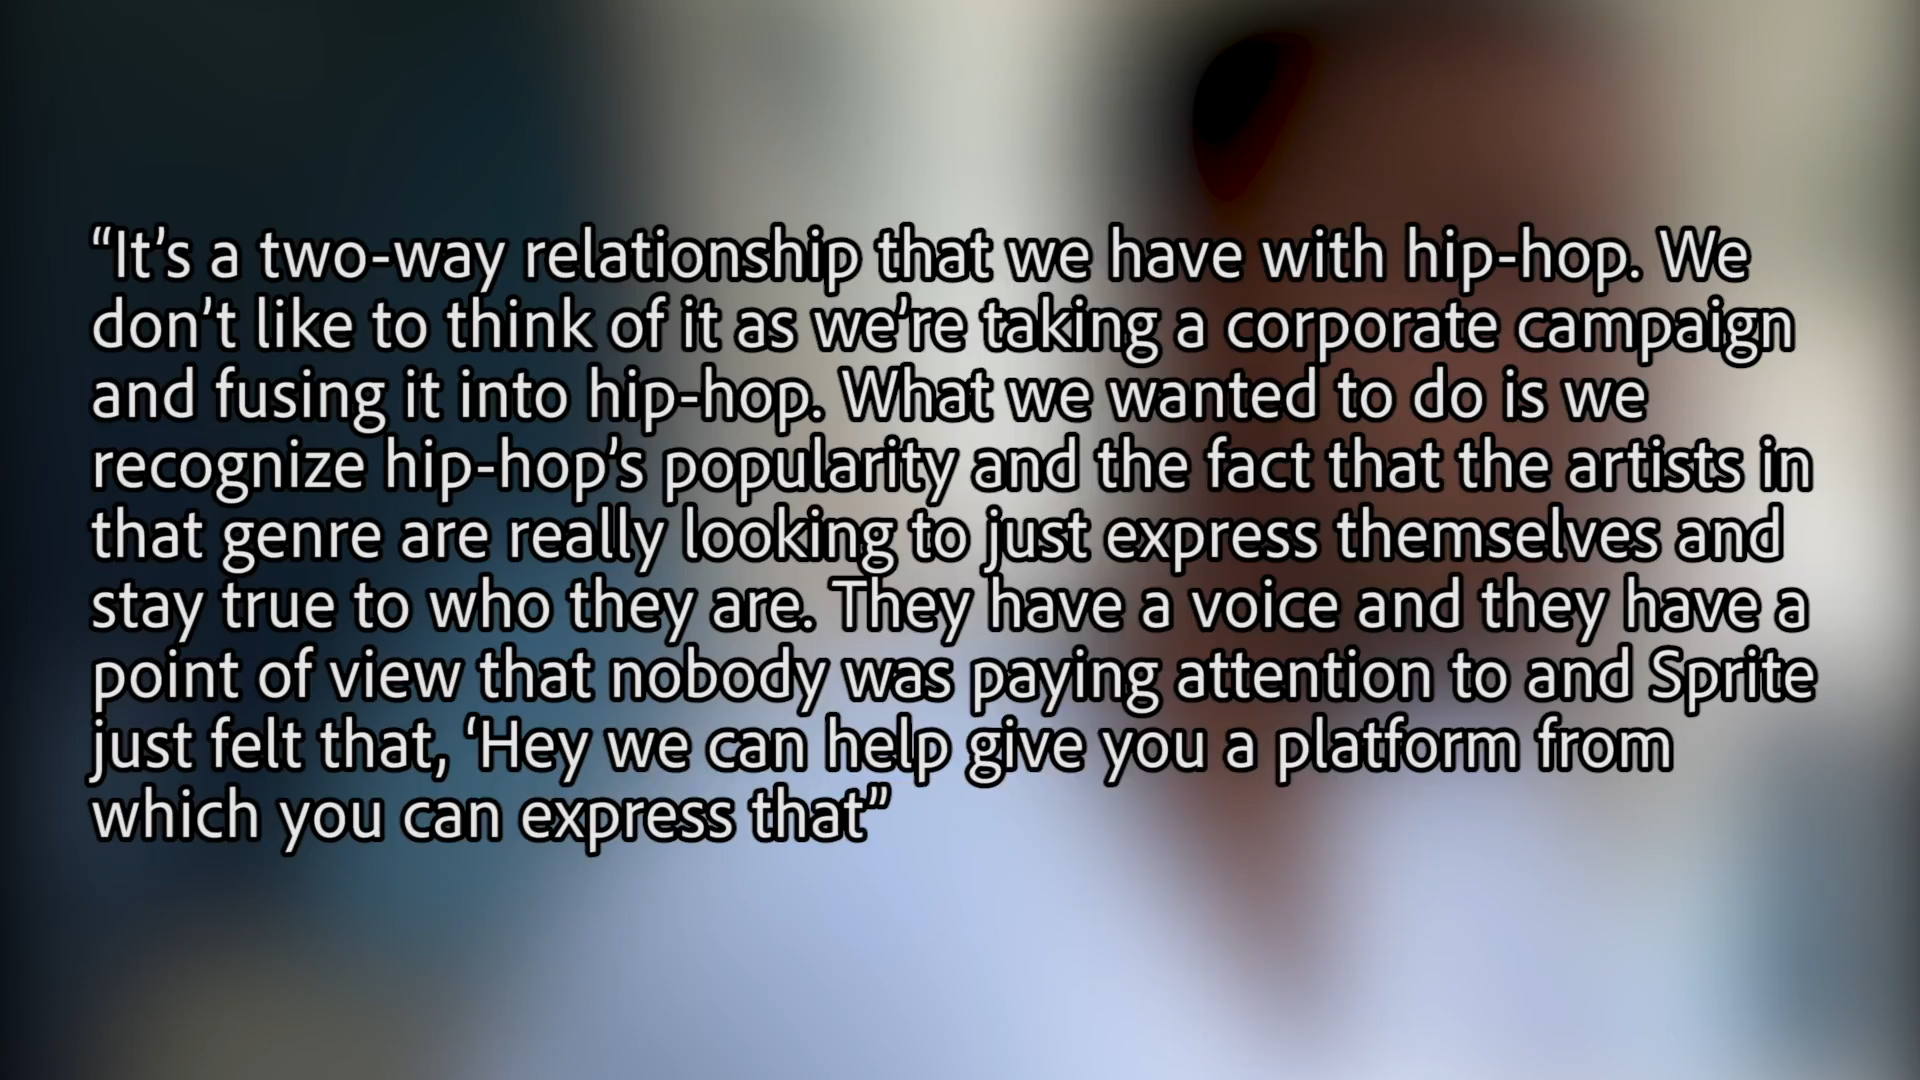 “It’s a two-way relationship that we have with hip-hop. We
don’t like to think of it as we’re taking a corporate campaign
and fusing it into hip-hop. What we wanted to do is we
recognize hip-hop’s popularity and the fact that the artists in
that genre are really looking to just express themselves and
stay true to who they are. They have a voice and they have a
point of view that nobody was paying attention to and Sprite
just felt that, ‘Hey we can help give you a platform from
which you can express that”